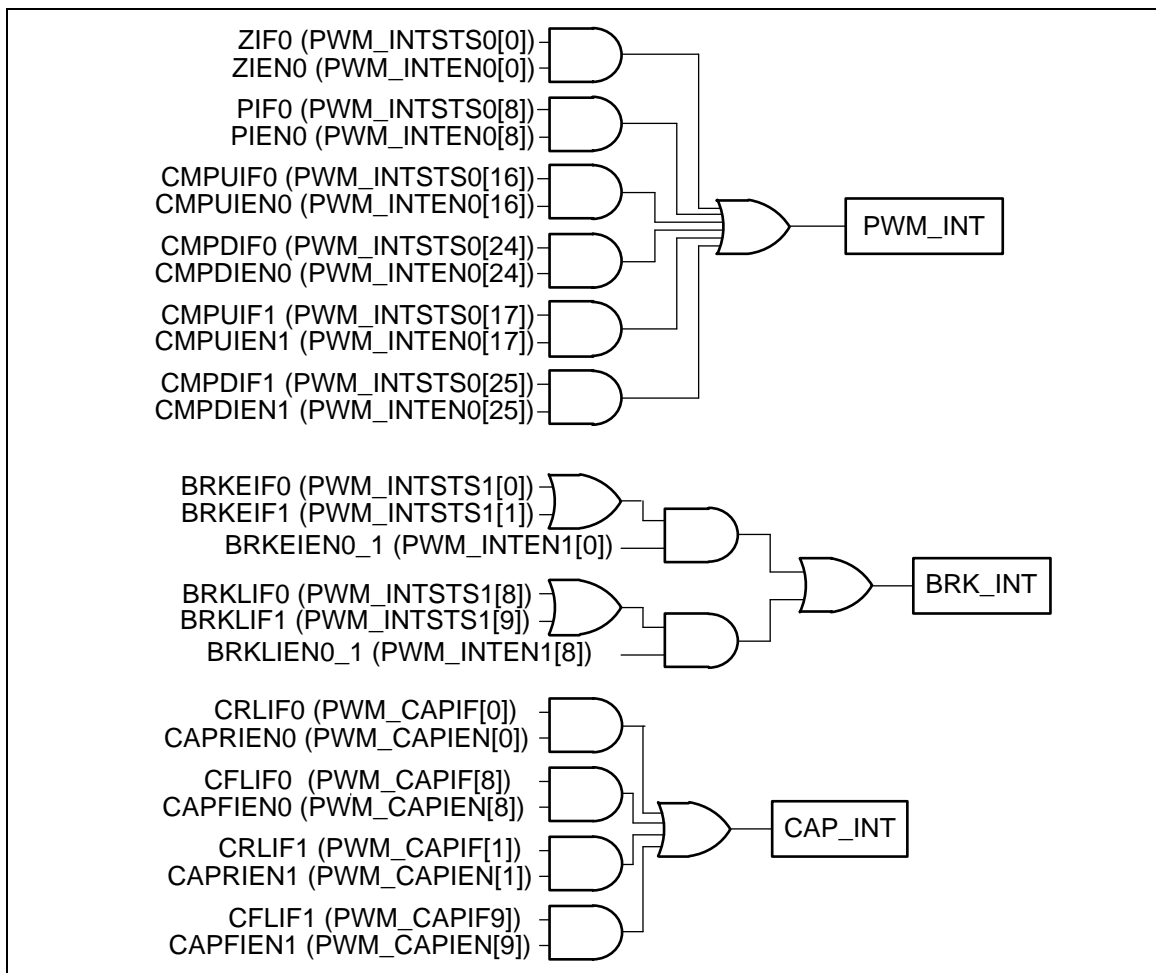 ZIF0 (PWM_INTSTS0[0])
ZIEN0 (PWM_INTEN0[0])
PIF0 (PWM_INTSTS0[8])
PIEN0 (PWM_INTEN0[8])
CMPUIF0 (PWM_INTSTS0[16])
CMPUIEN0 (PWM_INTEN0[16])
CMPDIF0 (PWM_INTSTS0[24])
CMPDIEN0 (PWM_INTEN0[24])
CMPUIF1 (PWM_INTSTS0[17])
CMPUIEN1 (PWM_INTEN0[17])
CMPDIF1 (PWM_INTSTS0[25])
CMPDIEN1 (PWM_INTEN0[25])
PWM_INT
BRKEIF0 (PWM_INTSTS1[0])
BRKEIF1 (PWM_INTSTS1[1])
BRKEIEN0_1 (PWM_INTEN1[0])
BRKLIF0 (PWM_INTSTS1[8])
BRKLIF1 (PWM_INTSTS1[9])
BRKLIEN0_1 (PWM_INTEN1[8])
BRK_INT
CRLIF0 (PWM_CAPIF[0])
CAPRIEN0 (PWM_CAPIEN[0])
CFLIF0 (PWM_CAPIF[8])
CAPFIEN0 (PWM_CAPIEN[8])
CRLIF1 (PWM_CAPIF[1])
CAPRIEN1 (PWM_CAPIEN[1])
CFLIF1 (PWM_CAPIF9])
CAPFIEN1 (PWM_CAPIEN[9])
CAP_INT